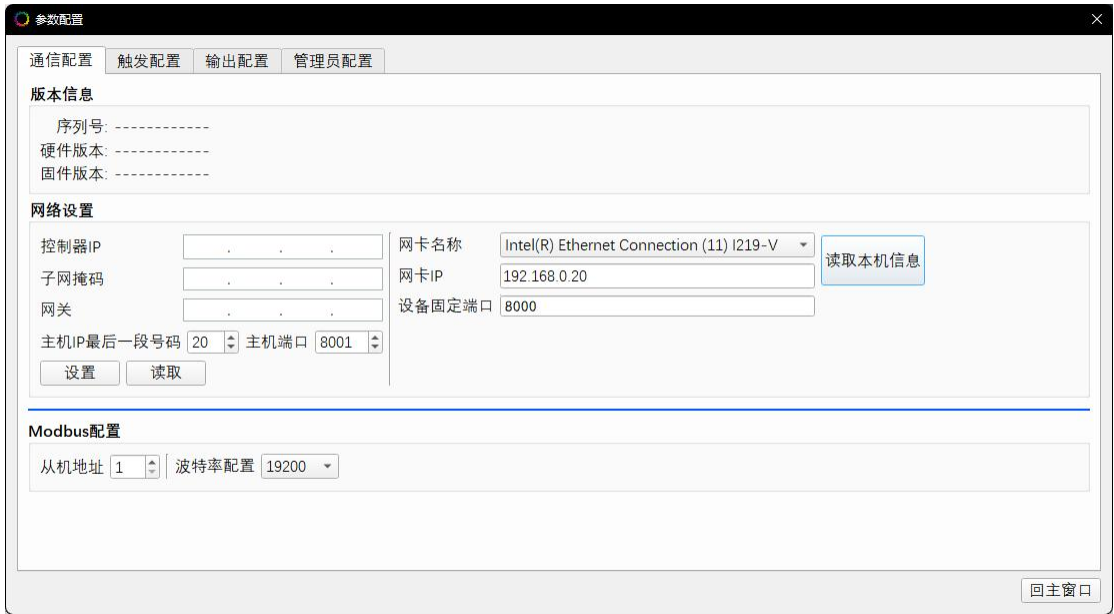 参数配置
通信配置 触发配置 输出配置 管理员配置
版本信息
序列号: ------------
硬件版本: ------------
固件版本: ------------
网络设置
控制器IP . . .
子网掩码 . . .
网关 . . .
主机IP最后一段号码 20 主机端口 8001
设置 读取
网卡名称 Intel(R) Ethernet Connection (11) I219-V
网卡IP 192.168.0.20
设备固定端口 8000
读取本机信息
Modbus配置
从机地址 1 波特率配置 19200
回主窗口